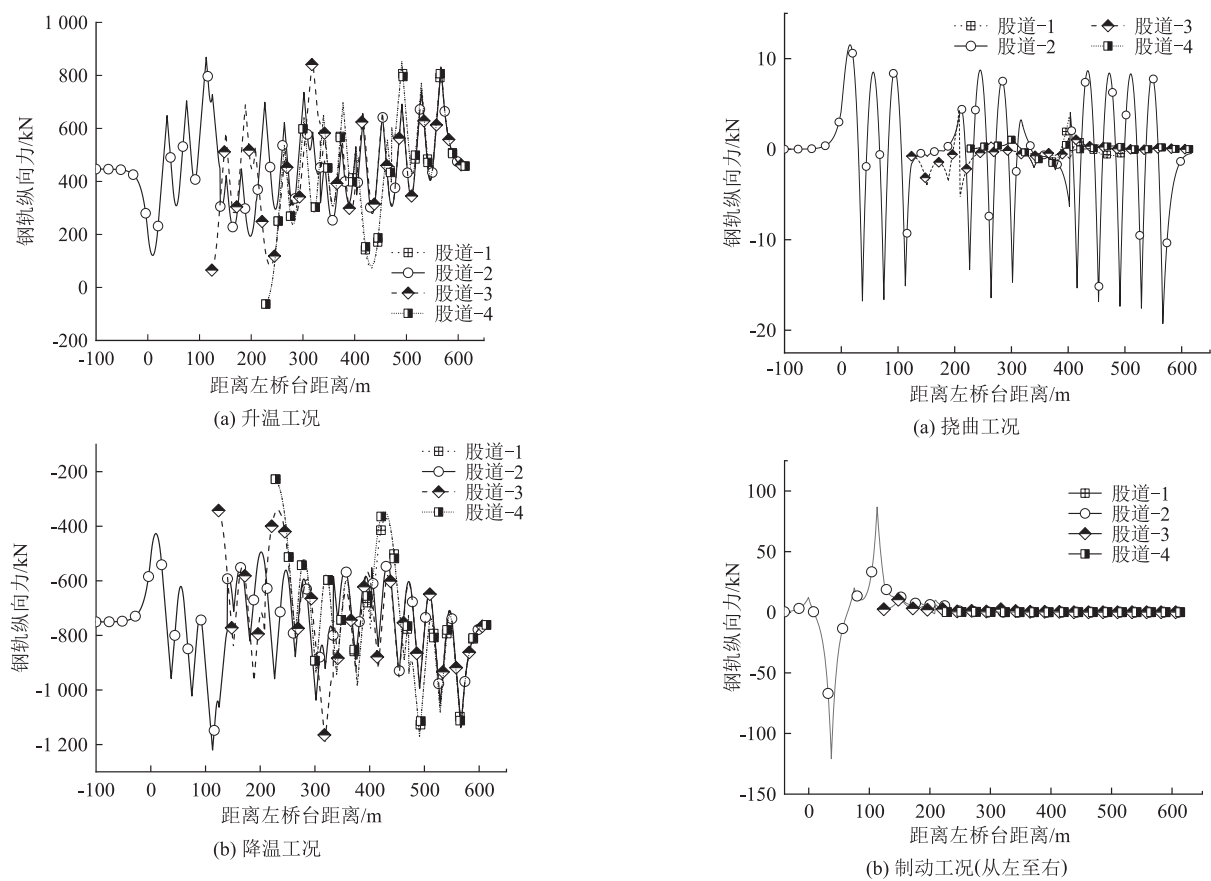 1 000
800
600
400
200
0
-200
钢轨纵向力/kN
股道-1
股道-2
股道-3
股道-4
-100 0 100 200 300 400 500 600
距离左桥台距离/m
(a) 升温工况
-200
-400
-600
-800
-1 000
-1 200
钢轨纵向力/kN
股道-1
股道-2
股道-3
股道-4
-100 0 100 200 300 400 500 600
距离左桥台距离/m
(b) 降温工况
10
0
-10
-20
钢轨纵向力/kN
股道-1 股道-3
股道-2 股道-4
-100 0 100 200 300 400 500 600
距离左桥台距离/m
(a) 挠曲工况
100
50
0
-50
-100
-150
钢轨纵向力/kN
股道-1
股道-2
股道-3
股道-4
0 100 200 300 400 500 600
距离左桥台距离/m
(b) 制动工况(从左至右)